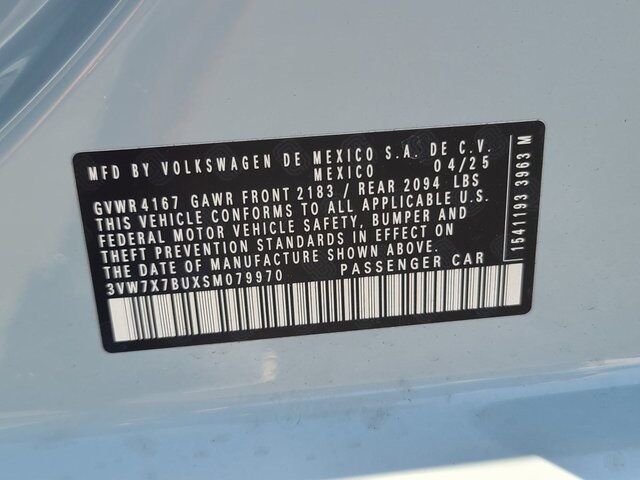 MFD BY VOLKSWAGEN DE MEXICO S.A. DE C.V.
MEXICO 04/25
GVWR 4167 GAWR FRONT 2183 / REAR 2094 LBS
THIS VEHICLE CONFORMS TO ALL APPLICABLE U.S.
FEDERAL MOTOR VEHICLE SAFETY, BUMPER AND
THEFT PREVENTION STANDARDS IN EFFECT ON
THE DATE OF MANUFACTURE SHOWN ABOVE.
3VW7X7BUXSM079970 PASSENGER CAR
1541193 3963 M